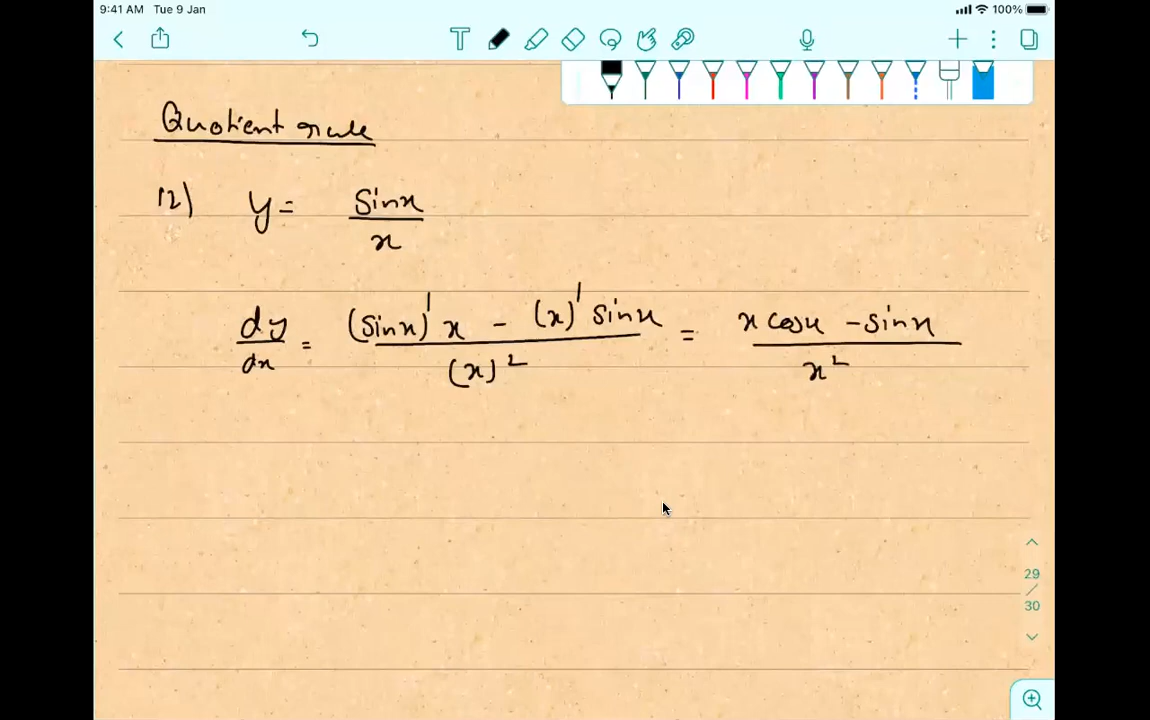 9:41 AM Tue 9 Jan
100%
Quotient rule
12) y = sinx / x
dy/dx = ((sinx)' x - (x)' sinx) / (x)² = (x cosx - sinx) / x²
29
/
30